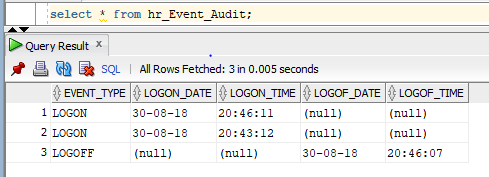 select * from hr_Event_Audit;
Query Result x
SQL | All Rows Fetched: 3 in 0.005 seconds
EVENT_TYPE LOGON_DATE LOGON_TIME LOGOF_DATE LOGOF_TIME
1 LOGON 30-08-18 20:46:11 (null) (null)
2 LOGON 30-08-18 20:43:12 (null) (null)
3 LOGOFF (null) (null) 30-08-18 20:46:07